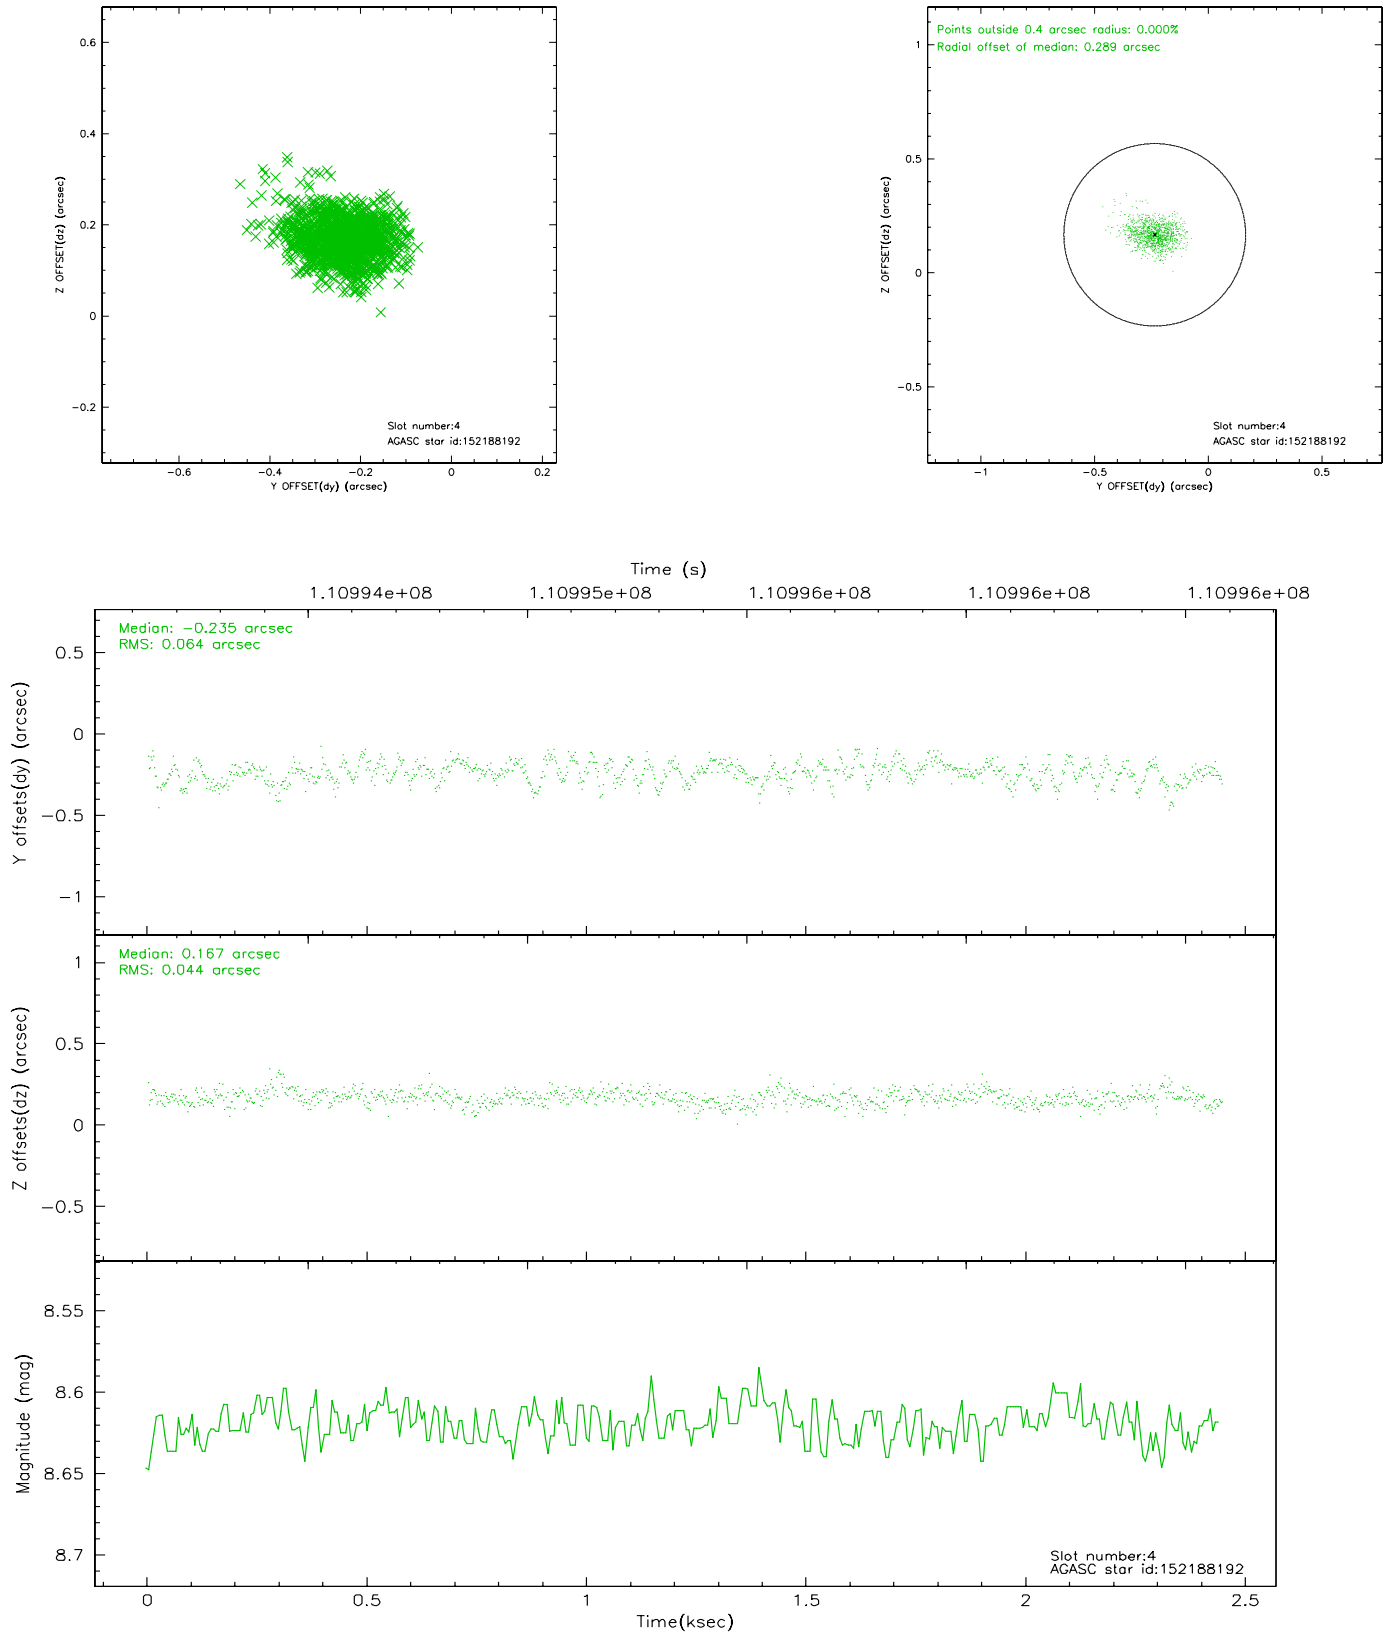 0.6
0.4
0.2
0
−0.2
Z OFFSET(dz) (arcsec)
Slot number:4
AGASC star id:152188192
−0.6 −0.4 −0.2 0 0.2
Y OFFSET(dy) (arcsec)
Points outside 0.4 arcsec radius: 0.000%
Radial offset of median: 0.289 arcsec
1
0.5
0
−0.5
Z OFFSET(dz) (arcsec)
Slot number:4
AGASC star id:152188192
−1 −0.5 0 0.5
Y OFFSET(dy) (arcsec)
Time (s)
1.10994e+08 1.10995e+08 1.10996e+08 1.10996e+08 1.10996e+08
Median: −0.235 arcsec
RMS: 0.064 arcsec
0.5
0
−0.5
−1
Y offsets(dy) (arcsec)
Median: 0.167 arcsec
RMS: 0.044 arcsec
1
0.5
0
−0.5
Z offsets(dz) (arcsec)
8.55
8.6
8.65
8.7
Magnitude (mag)
Slot number:4
AGASC star id:152188192
0 0.5 1 1.5 2 2.5
Time(ksec)